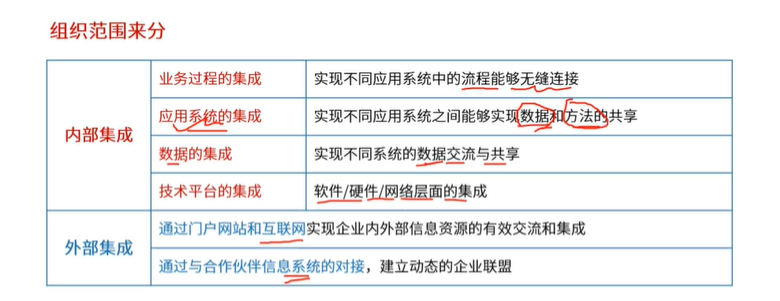 组织范围来分
内部集成
业务过程的集成 实现不同应用系统中的流程能够无缝连接
应用系统的集成 实现不同应用系统之间能够实现数据和方法的共享
数据的集成 实现不同系统的数据交流与共享
技术平台的集成 软件/硬件/网络层面的集成
外部集成
通过门户网站和互联网实现企业内外部信息资源的有效交流和集成
通过与合作伙伴信息系统的对接，建立动态的企业联盟